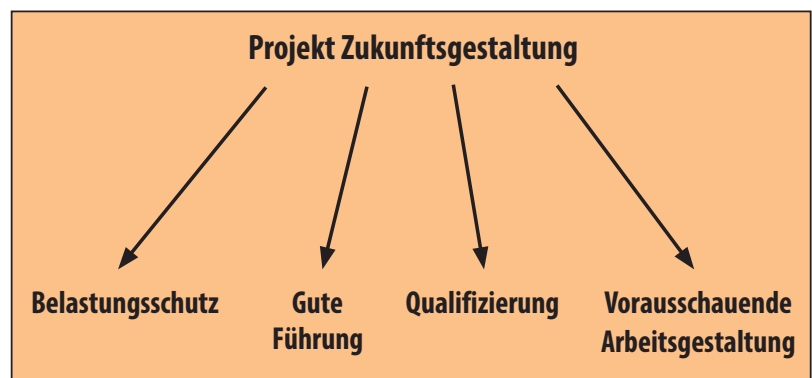 Projekt Zukunftsgestaltung
Belastungsschutz
Gute
Führung
Qualifizierung
Vorausschauende
Arbeitsgestaltung